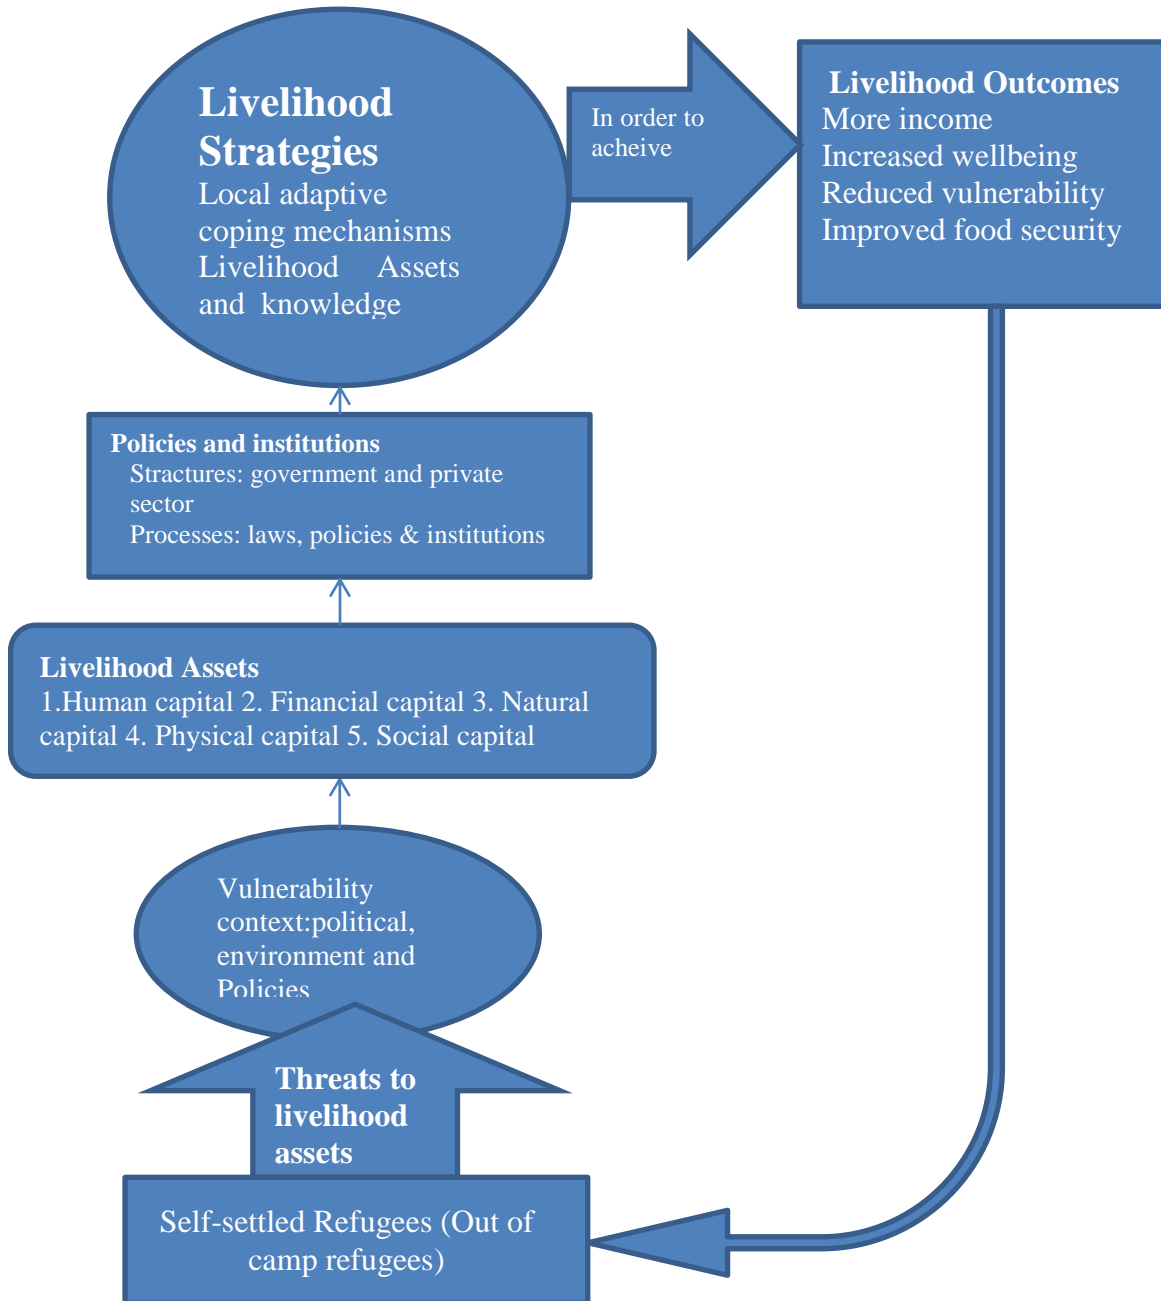 Livelihood
Strategies
Local adaptive
coping mechanisms
Livelihood Assets
and knowledge
In order to
acheive
Livelihood Outcomes
More income
Increased wellbeing
Reduced vulnerability
Improved food security
Policies and institutions
Stractures: government and private
sector
Processes: laws, policies & institutions
Livelihood Assets
1.Human capital 2. Financial capital 3. Natural
capital 4. Physical capital 5. Social capital
Vulnerability
context:political,
environment and
Policies
Threats to
livelihood
assets
Self-settled Refugees (Out of
camp refugees)